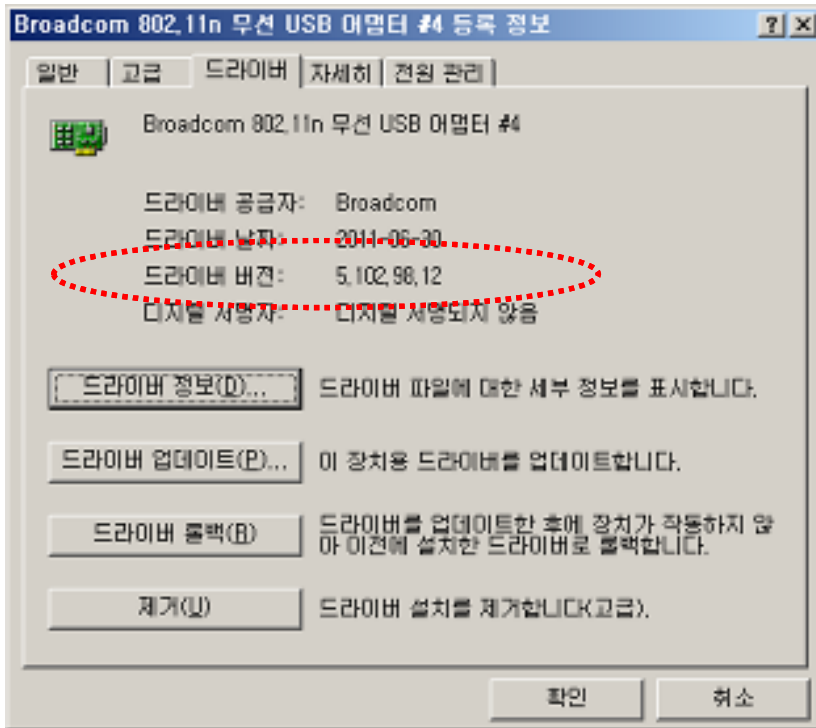 Broadcom 802.11n 무선 USB 어댑터 #4 등록 정보
일반 고급 드라이버 자세히 전원 관리
Broadcom 802.11n 무선 USB 어댑터 #4
드라이버 공급자: Broadcom
드라이버 날짜: 2011-06-30
드라이버 버전: 5.102.98.12
디지털 서명자: 디지털 서명되지 않음
드라이버 정보(D)... 드라이버 파일에 대한 세부 정보를 표시합니다.
드라이버 업데이트(P)... 이 장치용 드라이버를 업데이트합니다.
드라이버 롤백(R) 드라이버를 업데이트한 후에 장치가 작동하지 않
아 이전에 설치한 드라이버로 롤백합니다.
제거(U) 드라이버 설치를 제거합니다(고급).
확인 취소